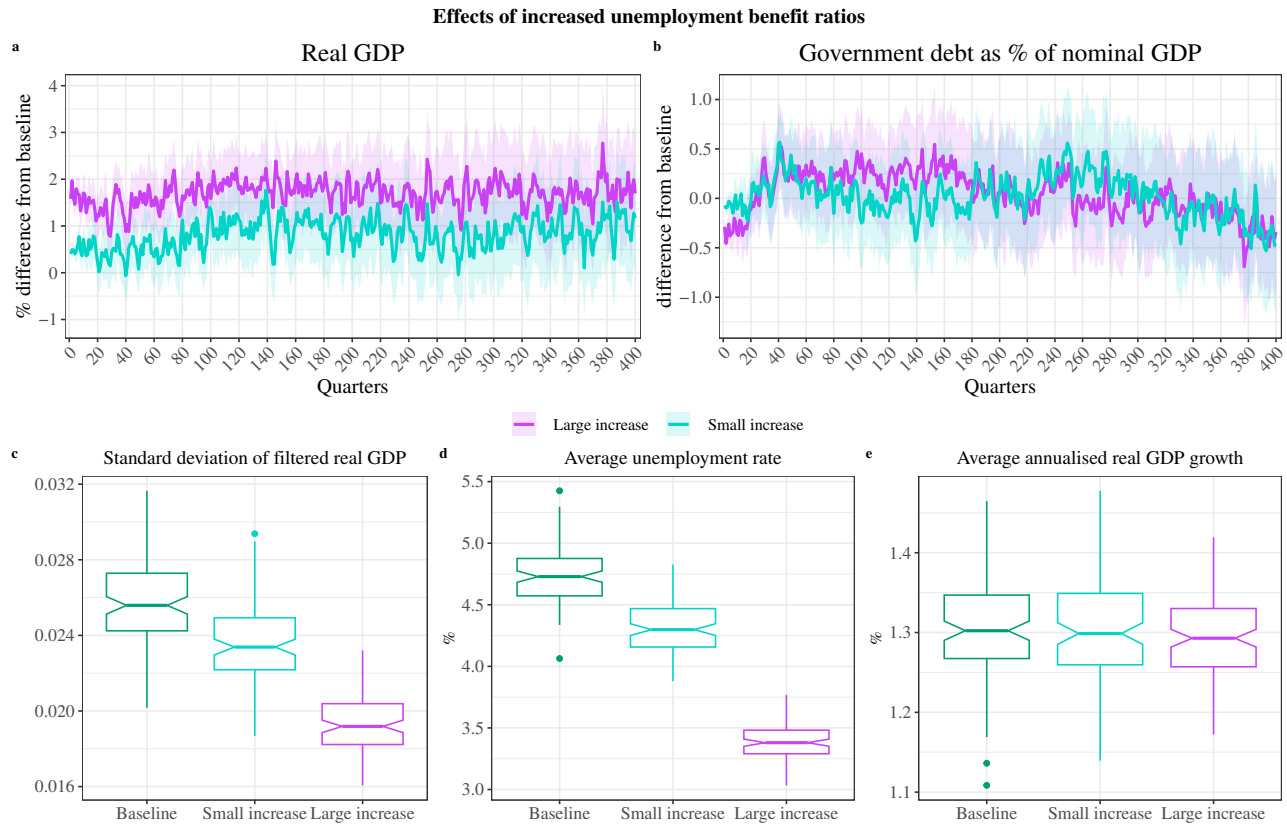 Effects of increased unemployment benefit ratios
a
Real GDP
% difference from baseline
4
3
2
1
0
−1
0 20 40 60 80 100 120 140 160 180 200 220 240 260 280 300 320 340 360 380 400
Quarters
b
Government debt as % of nominal GDP
difference from baseline
1.0
0.5
0.0
−0.5
−1.0
0 20 40 60 80 100 120 140 160 180 200 220 240 260 280 300 320 340 360 380 400
Quarters
Large increase Small increase
c
Standard deviation of filtered real GDP
0.032
0.028
0.024
0.020
0.016
Baseline Small increase Large increase
d
Average unemployment rate
%
5.5
5.0
4.5
4.0
3.5
3.0
Baseline Small increase Large increase
e
Average annualised real GDP growth
%
1.4
1.3
1.2
1.1
Baseline Small increase Large increase